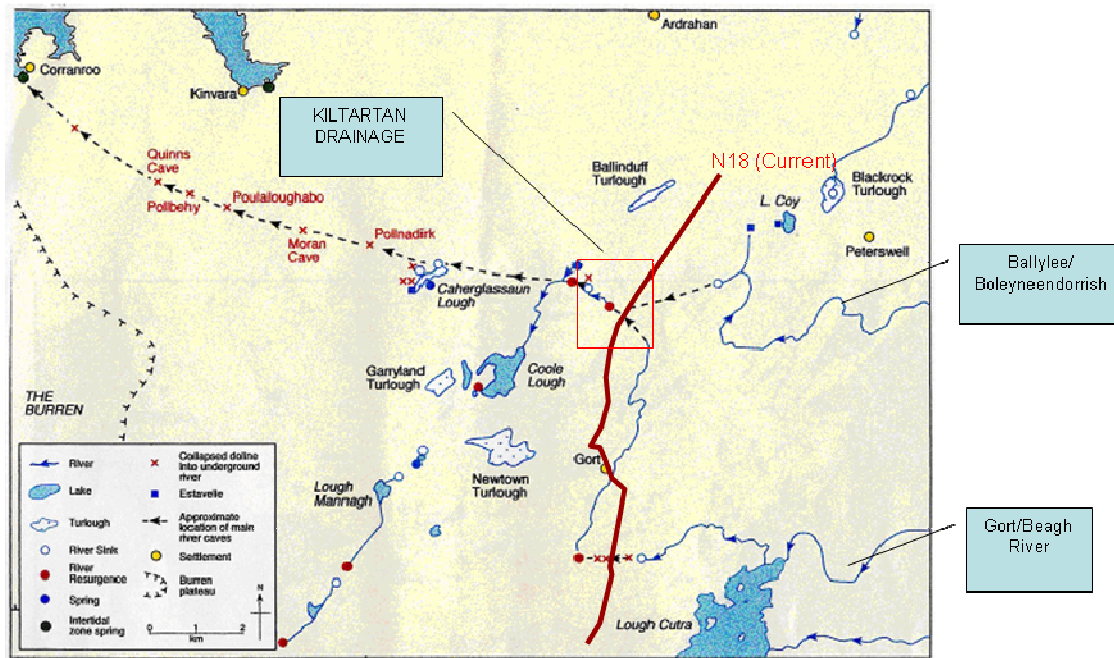 Ardrahan
Corranroo
Kinvara
KILTARTAN
DRAINAGE
N18 (Current)
Ballinduff
Turlough
Blackrock
Turlough
Quinns
Cave
Pollbehy
Poulaloughabo
L. Coy
Moran
Cave
Pollnadirk
Peterswell
Ballylee/
Boleyneendorrish
Caherglassaun
Lough
Garryland
Turlough
Coole
Lough
THE
BURREN
Gort
Newtown
Turlough
Lough
Mannagh
Gort/Beagh
River
Lough Cutra
River
Lake
Turlough
River Sink
River
Resurgence
Spring
Intertidal
zone spring
Collapsed doline
into underground
river
Estavelle
Approximate
location of main
river caves
Settlement
Burren
plateau
N
0 1 2
km